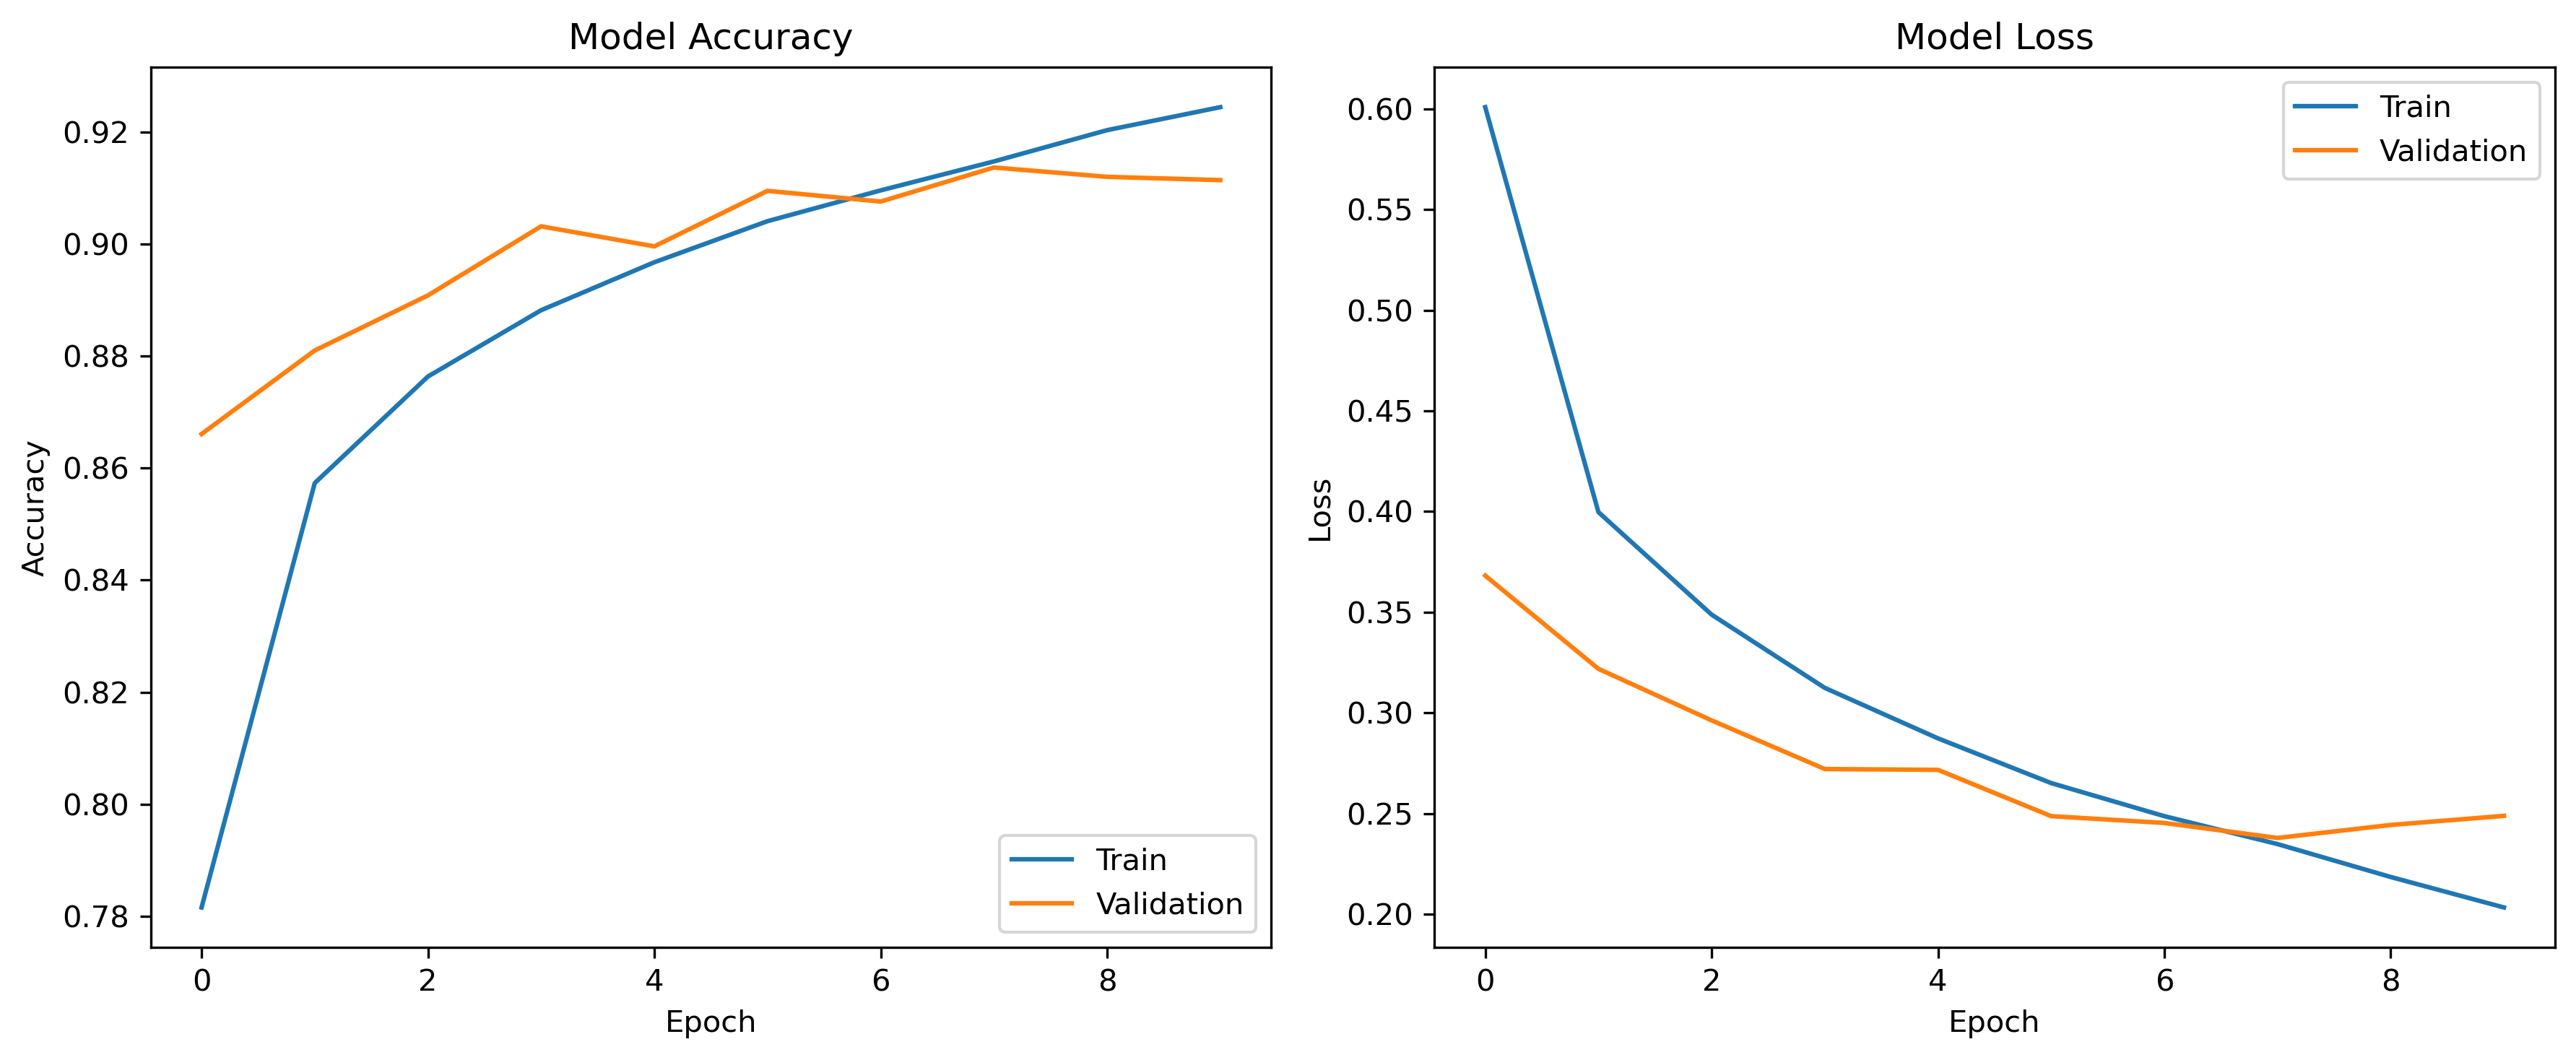 Model Accuracy
Accuracy
0.92
0.90
0.88
0.86
0.84
0.82
0.80
0.78
0 2 4 6 8
Epoch
Train
Validation
Model Loss
Loss
0.60
0.55
0.50
0.45
0.40
0.35
0.30
0.25
0.20
0 2 4 6 8
Epoch
Train
Validation